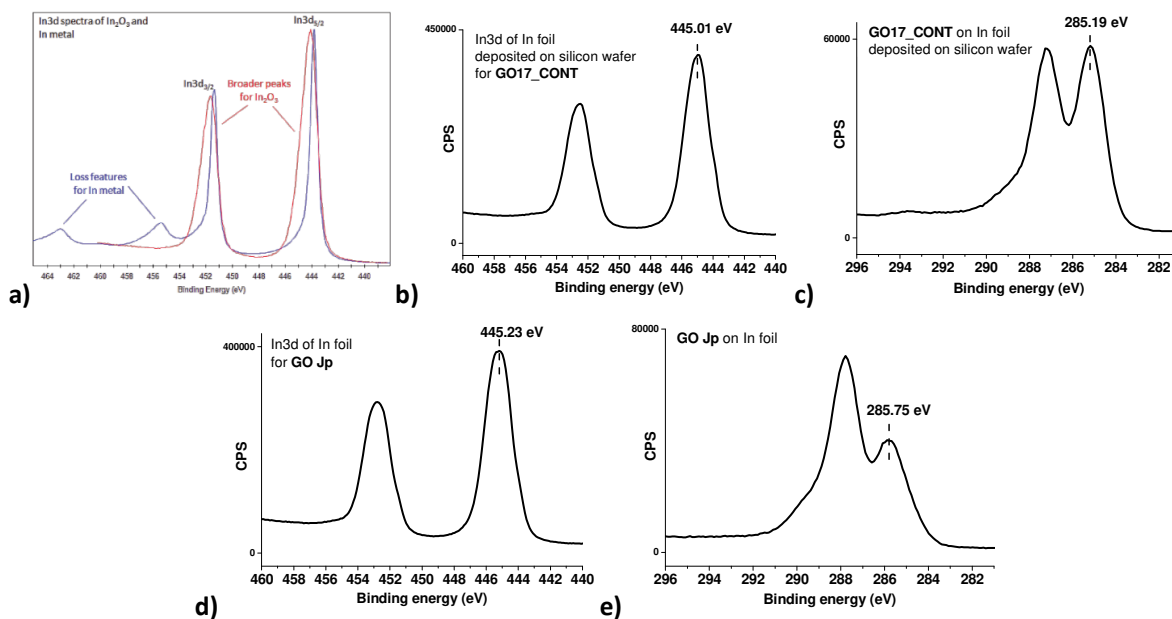 In3d spectra of In2O3 and
In metal
In3d5/2
In3d3/2
Broader peaks
for In2O3
Loss features
for In metal
464 462 460 458 456 454 452 450 448 446 444 442 440
Binding Energy (eV)
a)
450000
In3d of In foil
deposited on silicon wafer
for GO17_CONT
445.01 eV
CPS
0
460 458 456 454 452 450 448 446 444 442 440
Binding energy (eV)
b)
60000
GO17_CONT on In foil
deposited on silicon wafer
285.19 eV
CPS
0
296 294 292 290 288 286 284 282
Binding energy (eV)
c)
400000
In3d of In foil
for GO Jp
445.23 eV
CPS
0
460 458 456 454 452 450 448 446 444 442 440
Binding energy (eV)
d)
80000
GO Jp on In foil
285.75 eV
CPS
0
296 294 292 290 288 286 284 282
Binding energy (eV)
e)